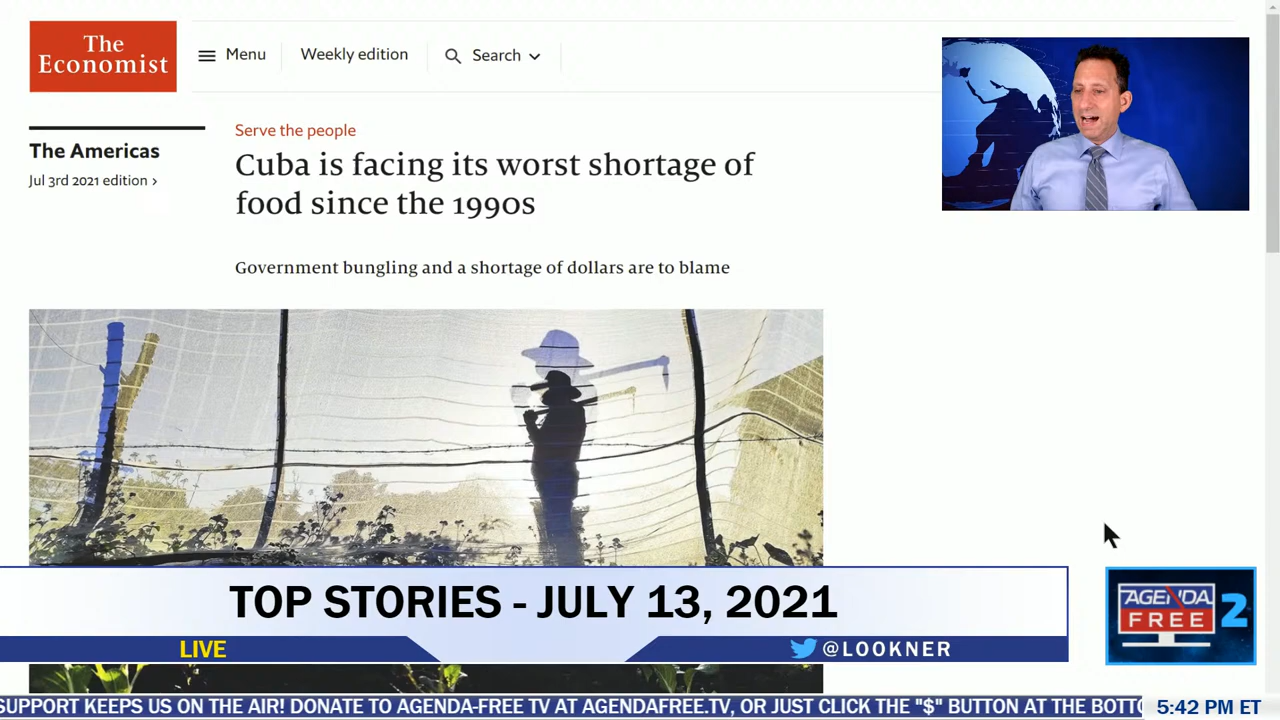 The
Economist
Menu
Weekly edition
Search
The Americas
Jul 3rd 2021 edition ›
Serve the people
Cuba is facing its worst shortage of
food since the 1990s
Government bungling and a shortage of dollars are to blame
TOP STORIES - JULY 13, 2021
LIVE
@LOOKNER
AGENDA
FREE 2
SUPPORT KEEPS US ON THE AIR! DONATE TO AGENDA-FREE TV AT AGENDAFREE.TV, OR JUST CLICK THE "$" BUTTON AT THE
5:42 PM ET